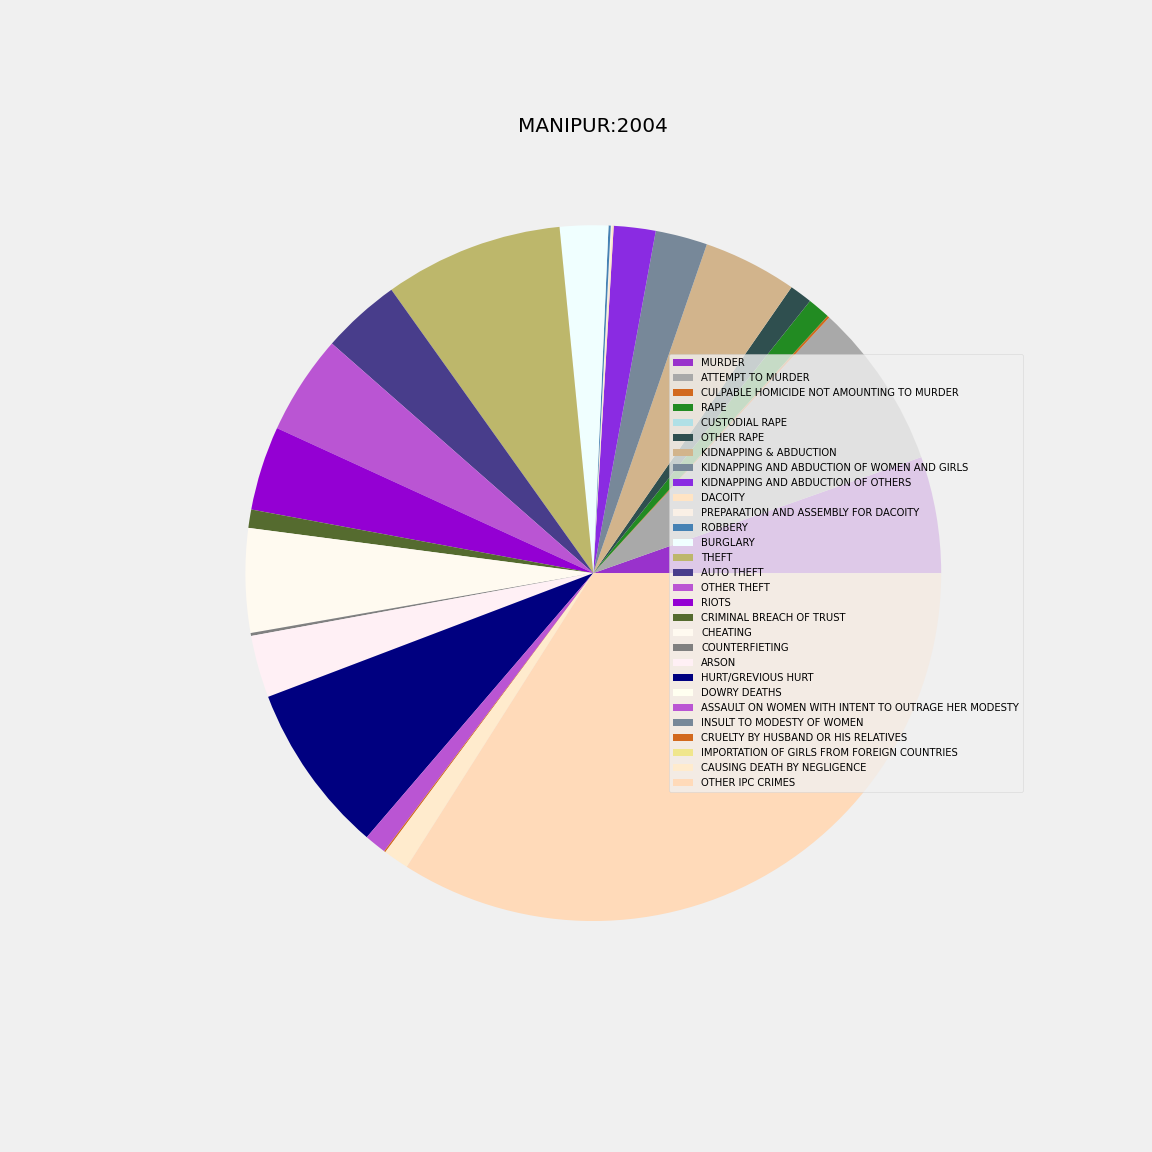 MANIPUR:2004
MURDER
ATTEMPT TO MURDER
CULPABLE HOMICIDE NOT AMOUNTING TO MURDER
RAPE
CUSTODIAL RAPE
OTHER RAPE
KIDNAPPING & ABDUCTION
KIDNAPPING AND ABDUCTION OF WOMEN AND GIRLS
KIDNAPPING AND ABDUCTION OF OTHERS
DACOITY
PREPARATION AND ASSEMBLY FOR DACOITY
ROBBERY
BURGLARY
THEFT
AUTO THEFT
OTHER THEFT
RIOTS
CRIMINAL BREACH OF TRUST
CHEATING
COUNTERFIETING
ARSON
HURT/GREVIOUS HURT
DOWRY DEATHS
ASSAULT ON WOMEN WITH INTENT TO OUTRAGE HER MODESTY
INSULT TO MODESTY OF WOMEN
CRUELTY BY HUSBAND OR HIS RELATIVES
IMPORTATION OF GIRLS FROM FOREIGN COUNTRIES
CAUSING DEATH BY NEGLIGENCE
OTHER IPC CRIMES